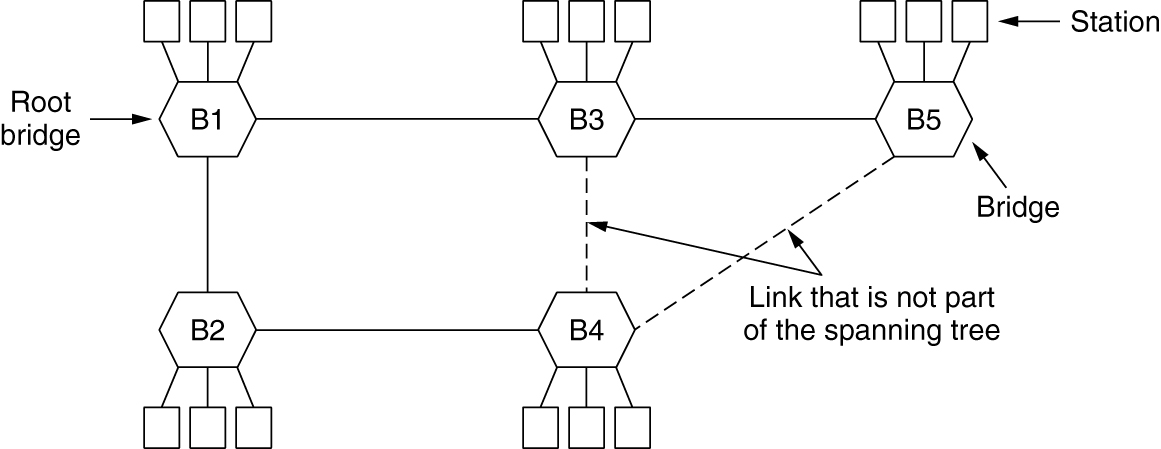 Station
Root
bridge
B1
B3
B5
Bridge
Link that is not part
of the spanning tree
B2
B4